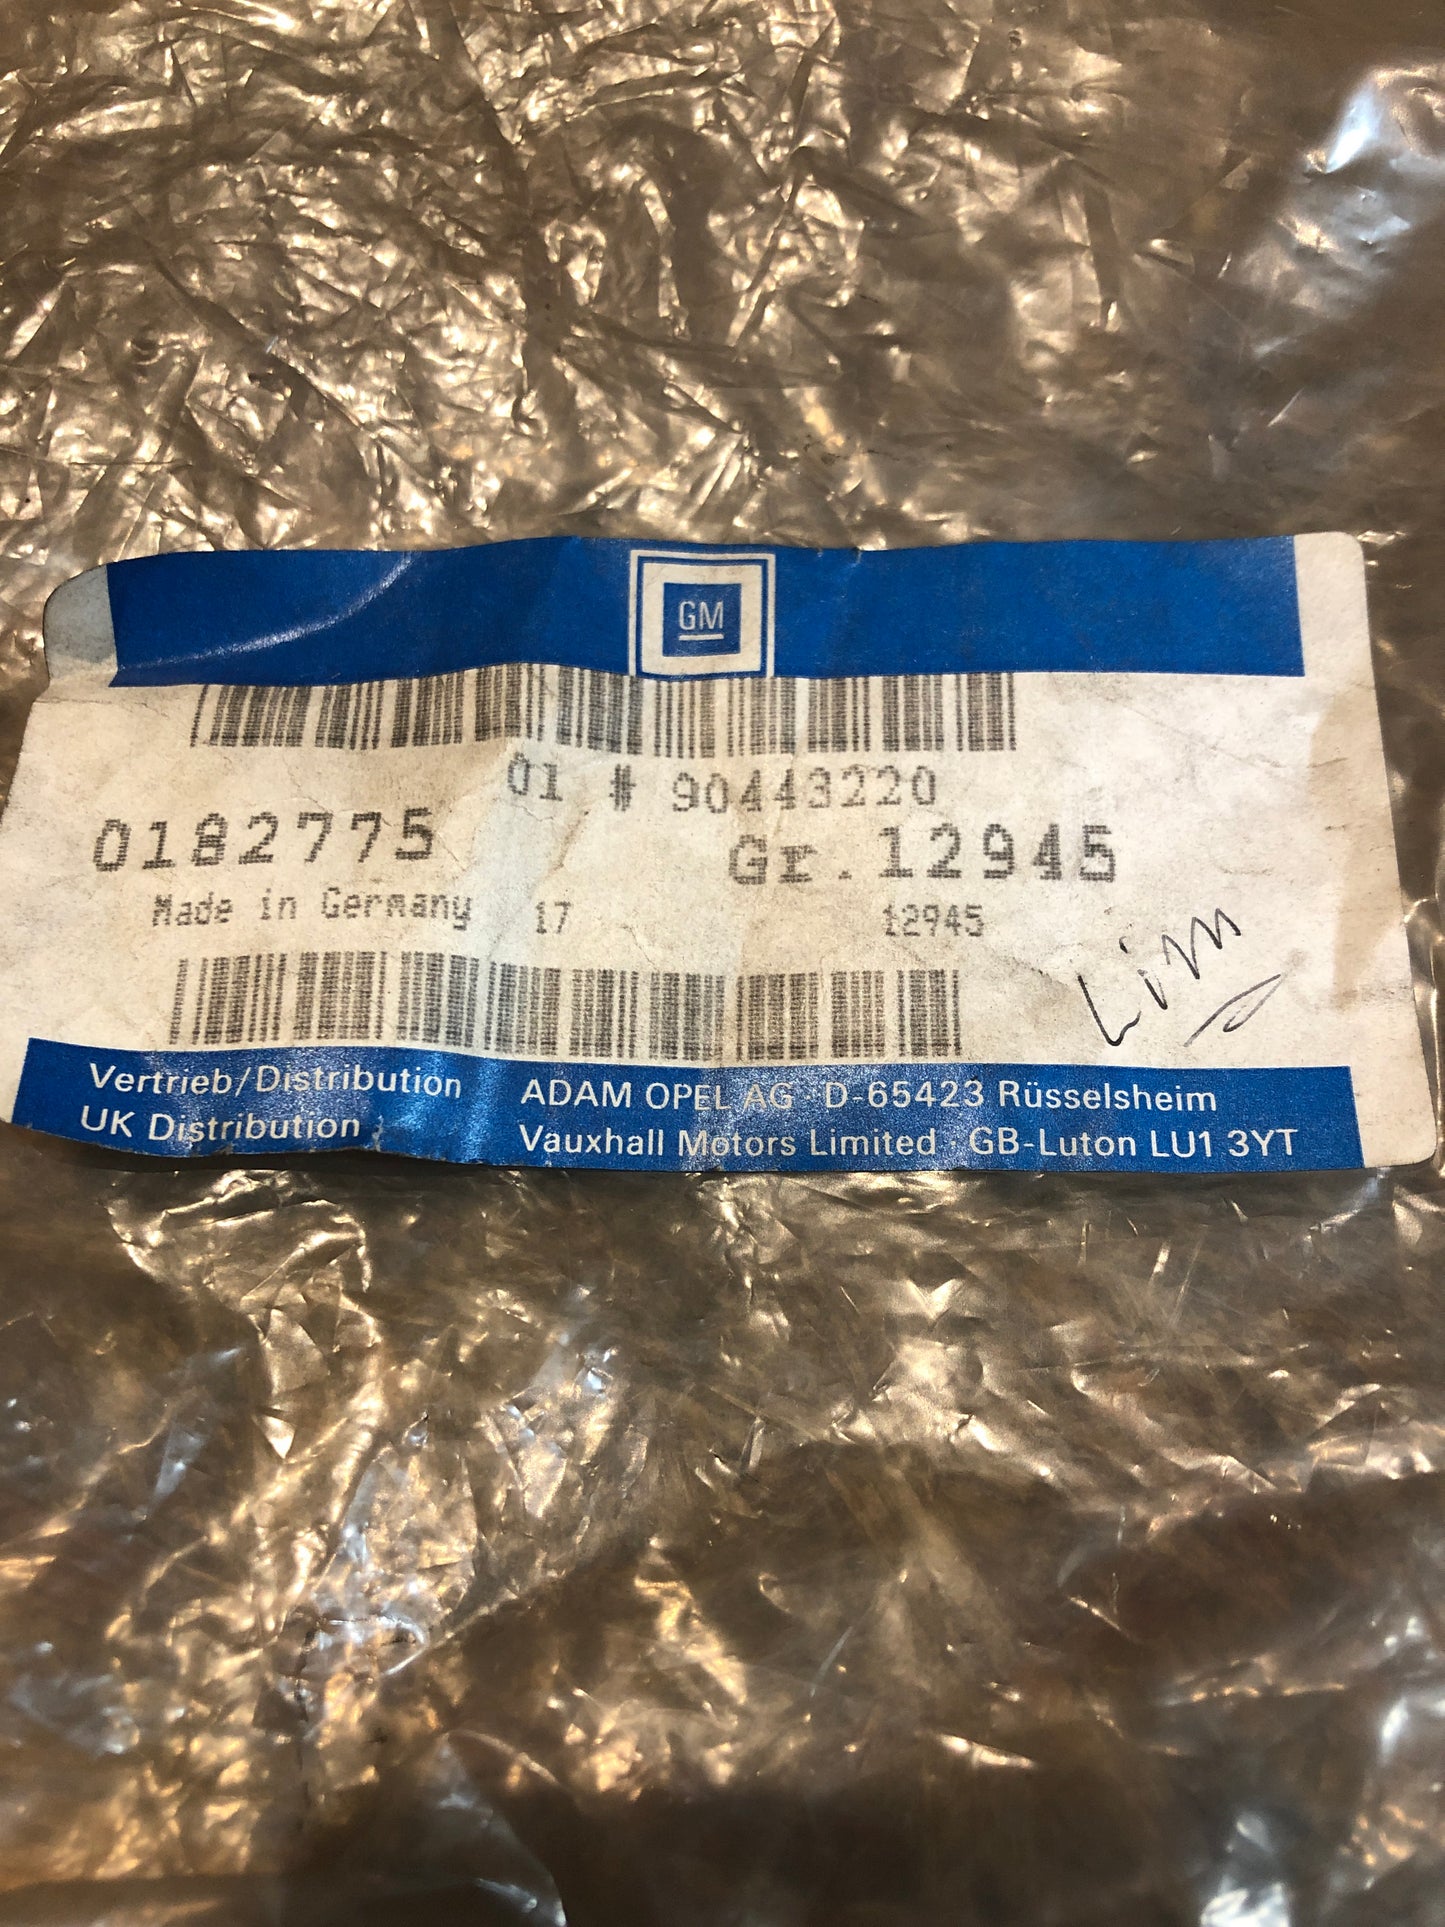 GM
01 # 90443220
0182775 Gr. 12945
Made in Germany 17 12945
Lim
Vertrieb/Distribution ADAM OPEL AG · D-65423 Rüsselsheim
UK Distribution Vauxhall Motors Limited · GB-Luton LU1 3YT